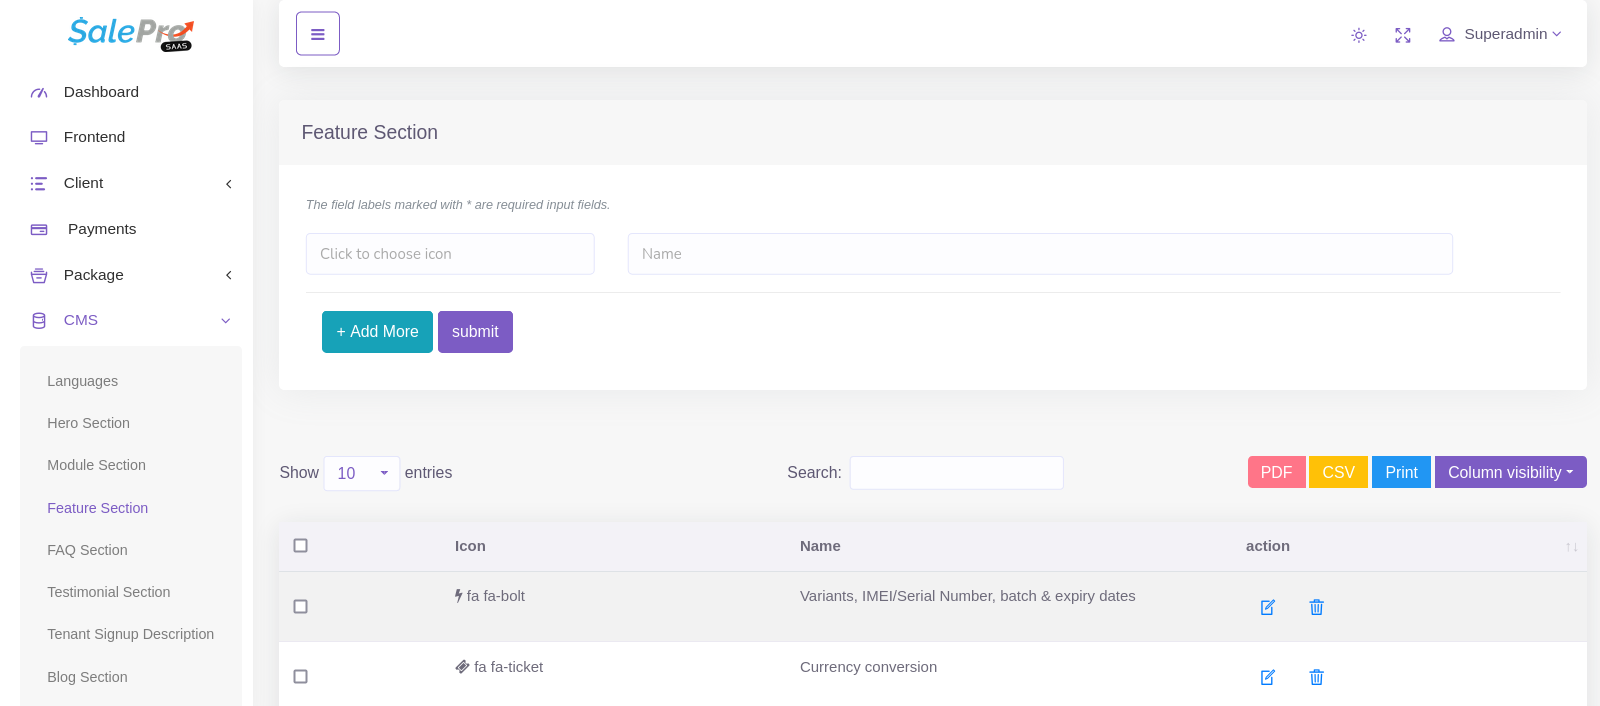 SalePro
SAAS
Superadmin
Dashboard
Frontend
Client
Payments
Package
CMS
Languages
Hero Section
Module Section
Feature Section
FAQ Section
Testimonial Section
Tenant Signup Description
Blog Section
Feature Section
The field labels marked with * are required input fields.
Click to choose icon Name
+ Add More submit
Show 10 entries Search: PDF CSV Print Column visibility
Icon Name action
fa fa-bolt Variants, IMEI/Serial Number, batch & expiry dates
fa fa-ticket Currency conversion